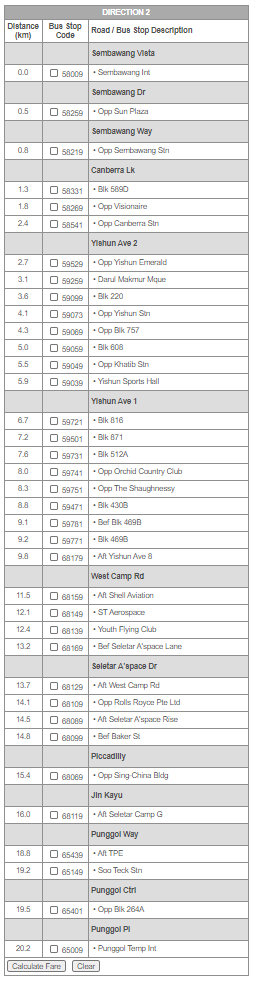 DIRECTION 2
Distance (km) Bus Stop Code Road / Bus Stop Description
Sembawang Vista
0.0 58009 • Sembawang Int
Sembawang Dr
0.5 58259 • Opp Sun Plaza
Sembawang Way
0.8 58219 • Opp Sembawang Stn
Canberra Lk
1.3 58331 • Blk 589D
1.8 58269 • Opp Visionaire
2.4 58541 • Opp Canberra Stn
Yishun Ave 2
2.7 59529 • Opp Yishun Emerald
3.1 59259 • Darul Makmur Mque
3.6 59099 • Blk 220
4.1 59073 • Opp Yishun Stn
4.3 59069 • Opp Blk 757
5.0 59059 • Blk 608
5.5 59049 • Opp Khatib Stn
5.9 59039 • Yishun Sports Hall
Yishun Ave 1
6.7 59721 • Blk 816
7.2 59501 • Blk 871
7.6 59731 • Blk 512A
8.0 59741 • Opp Orchid Country Club
8.3 59751 • Opp The Shaughnessy
8.8 59471 • Blk 430B
9.1 59781 • Bef Blk 469B
9.2 59771 • Blk 469B
9.8 68179 • Aft Yishun Ave 8
West Camp Rd
11.5 68159 • Aft Shell Aviation
12.1 68149 • ST Aerospace
12.4 68139 • Youth Flying Club
13.2 68169 • Bef Seletar A'space Lane
Seletar A'space Dr
13.7 68129 • Aft West Camp Rd
14.1 68109 • Opp Rolls Royce Pte Ltd
14.5 68089 • Aft Seletar A'space Rise
14.8 68099 • Bef Baker St
Piccadilly
15.4 68069 • Opp Sing-China Bldg
Jln Kayu
16.0 68119 • Aft Seletar Camp G
Punggol Way
18.8 65439 • Aft TPE
19.2 65149 • Soo Teck Stn
Punggol Ctrl
19.5 65401 • Opp Blk 264A
Punggol Pl
20.2 65009 • Punggol Temp Int
Calculate Fare Clear